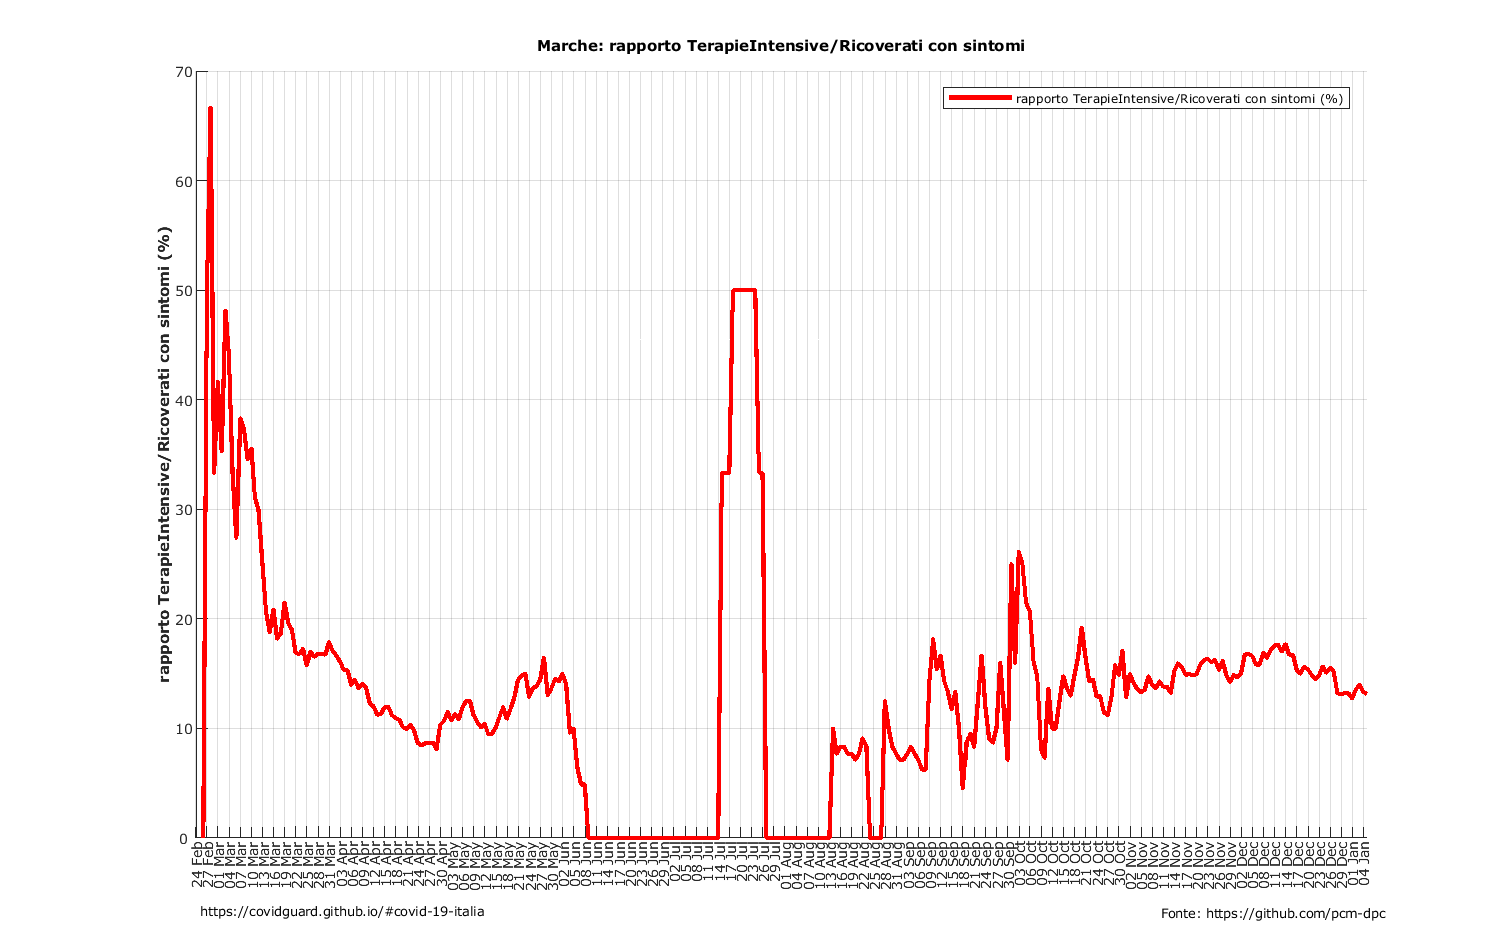 Marche: rapporto TerapieIntensive/Ricoverati con sintomi
rapporto TerapieIntensive/Ricoverati con sintomi (%)
rapporto TerapieIntensive/Ricoverati con sintomi (%)
70
60
50
40
30
20
10
0
24 Feb
27 Feb
01 Mar
04 Mar
07 Mar
10 Mar
13 Mar
16 Mar
19 Mar
22 Mar
25 Mar
28 Mar
31 Mar
03 Apr
06 Apr
09 Apr
12 Apr
15 Apr
18 Apr
21 Apr
24 Apr
27 Apr
30 Apr
03 May
06 May
09 May
12 May
15 May
18 May
21 May
24 May
27 May
30 May
02 Jun
05 Jun
08 Jun
11 Jun
14 Jun
17 Jun
20 Jun
23 Jun
26 Jun
29 Jun
02 Jul
05 Jul
08 Jul
11 Jul
14 Jul
17 Jul
20 Jul
23 Jul
26 Jul
29 Jul
01 Aug
04 Aug
07 Aug
10 Aug
13 Aug
16 Aug
19 Aug
22 Aug
25 Aug
28 Aug
31 Aug
03 Sep
06 Sep
09 Sep
12 Sep
15 Sep
18 Sep
21 Sep
24 Sep
27 Sep
30 Sep
03 Oct
06 Oct
09 Oct
12 Oct
15 Oct
18 Oct
21 Oct
24 Oct
27 Oct
30 Oct
02 Nov
05 Nov
08 Nov
11 Nov
14 Nov
17 Nov
20 Nov
23 Nov
26 Nov
29 Nov
02 Dec
05 Dec
08 Dec
11 Dec
14 Dec
17 Dec
20 Dec
23 Dec
26 Dec
29 Dec
01 Jan
04 Jan
https://covidguard.github.io/#covid-19-italia
Fonte: https://github.com/pcm-dpc